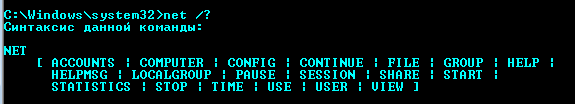 C:\Windows\system32>net /?
Синтаксис данной команды:
NET
[ ACCOUNTS ¦ COMPUTER ¦ CONFIG ¦ CONTINUE ¦ FILE ¦ GROUP ¦ HELP ¦
HELPMSG ¦ LOCALGROUP ¦ PAUSE ¦ SESSION ¦ SHARE ¦ START ¦
STATISTICS ¦ STOP ¦ TIME ¦ USE ¦ USER ¦ VIEW ]